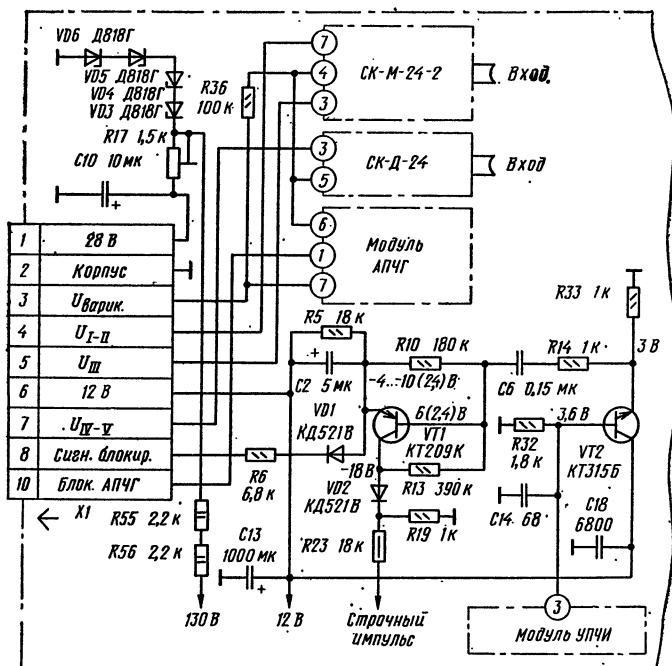 VD6 Д818Г
VD5 Д818Г
VD4 Д818Г
VD3 Д818Г
R17 1,5 к
C10 10 мк
R36
100 к
7
4
3
СК-М-24-2
Вход
3
5
СК-Д-24
Вход
6
1
7
Модуль
АПЧГ
1 28 В
2 Корпус
3 Uварик.
4 UI-II
5 UIII
6 12 В
7 UIV-V
8 Сигн. блокир.
10 Блок. АПЧГ
X1
R5 18 к
C2 5 мк
R10 180 к
-4...-10(24) В
VD1
КД521В
6(2,4) В
VT1
КТ209К
R6
6,8 к
-18 В
VD2
КД521В
R13 390 к
R19 1к
R23 18 к
C6 0,15 мк
R14 1 к
R33 1 к
3 В
3,6 В
R32
1,8 к
VT2
КТ315Б
C14 68
C18
6800
R55 2,2 к
R56 2,2 к
C13
1000 мк
130 В
12 В
Строчный
импульс
3
Модуль УПЧИ